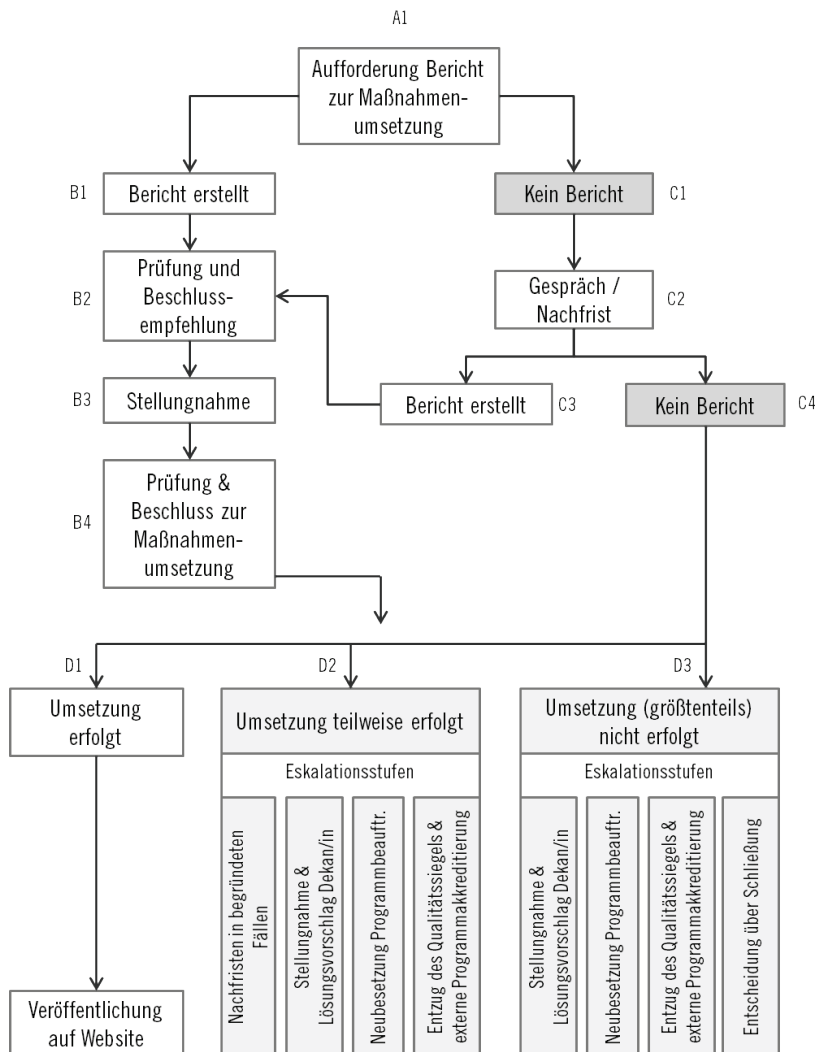 A1
Aufforderung Bericht
zur Maßnahmen-
umsetzung
B1
Bericht erstellt
Kein Bericht
C1
B2
Prüfung und
Beschluss-
empfehlung
Gespräch /
Nachfrist
C2
B3
Stellungnahme
Bericht erstellt
C3
Kein Bericht
C4
B4
Prüfung &
Beschluss zur
Maßnahmen-
umsetzung
D1
Umsetzung
erfolgt
D2
Umsetzung teilweise erfolgt
Eskalationsstufen
Nachfristen in begründeten
Fällen
Stellungnahme &
Lösungsvorschlag Dekan/in
Neubesetzung Programmbeauftr.
Entzug des Qualitätssiegels &
externe Programmakkreditierung
D3
Umsetzung (größtenteils)
nicht erfolgt
Eskalationsstufen
Stellungnahme &
Lösungsvorschlag Dekan/in
Neubesetzung Programmbeauftr.
Entzug des Qualitätssiegels &
externe Programmakkreditierung
Entscheidung über Schließung
Veröffentlichung
auf Website